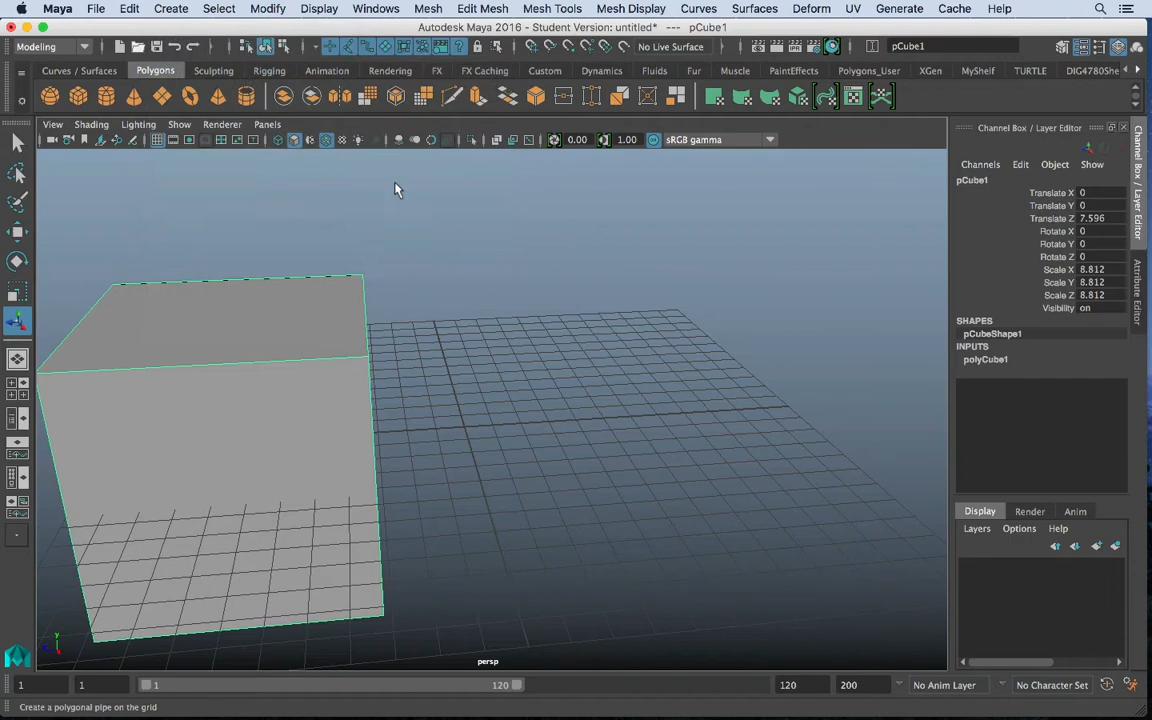 Maya File Edit Create Select Modify Display Windows Mesh Edit Mesh Mesh Tools Mesh Display Curves Surfaces Deform UV Generate Cache Help
Autodesk Maya 2016 - Student Version: untitled* --- pCube1
Modeling No Live Surface pCube1
Curves / Surfaces Polygons Sculpting Rigging Animation Rendering FX FX Caching Custom Dynamics Fluids Fur Muscle PaintEffects Polygons_User XGen MyShelf TURTLE DIG4780She
View Shading Lighting Show Renderer Panels
0.00 1.00 sRGB gamma
Channel Box / Layer Editor
Channels Edit Object Show
pCube1
Translate X 0
Translate Y 0
Translate Z 7.596
Rotate X 0
Rotate Y 0
Rotate Z 0
Scale X 8.812
Scale Y 8.812
Scale Z 8.812
Visibility on
SHAPES
pCubeShape1
INPUTS
polyCube1
Channel Box / Layer Editor
Attribute Editor
Display Render Anim
Layers Options Help
y
persp
1 1 1 120 120 200 No Anim Layer No Character Set
Create a polygonal pipe on the grid